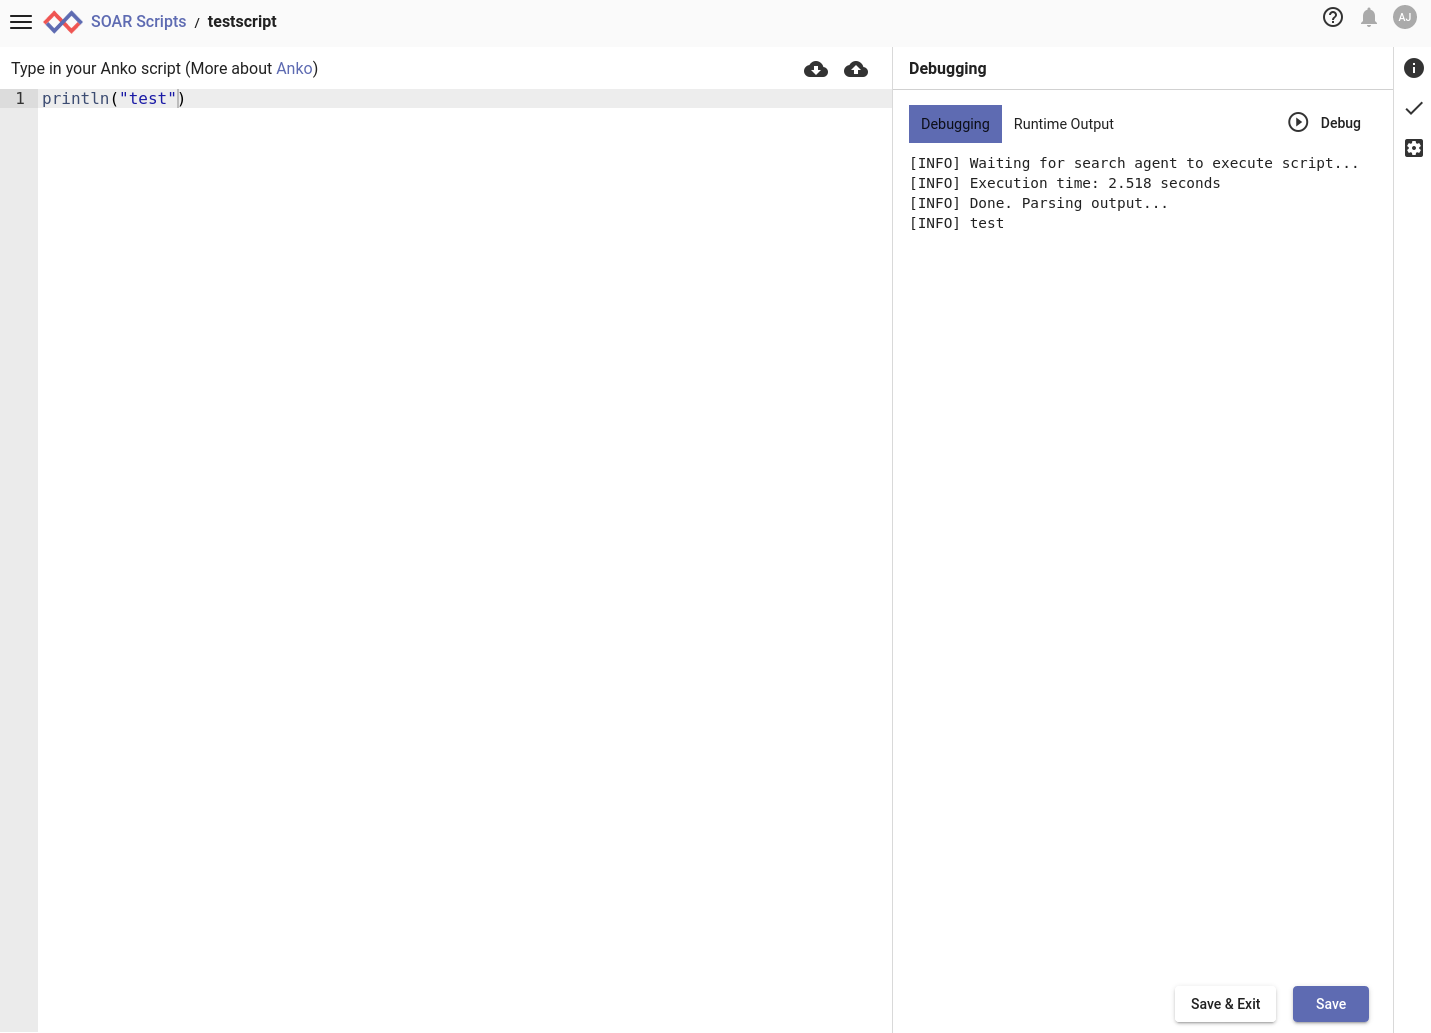 SOAR Scripts / testscript
AJ
Type in your Anko script (More about Anko)
1 println("test")
Debugging
Debugging Runtime Output Debug
[INFO] Waiting for search agent to execute script...
[INFO] Execution time: 2.518 seconds
[INFO] Done. Parsing output...
[INFO] test
Save & Exit Save